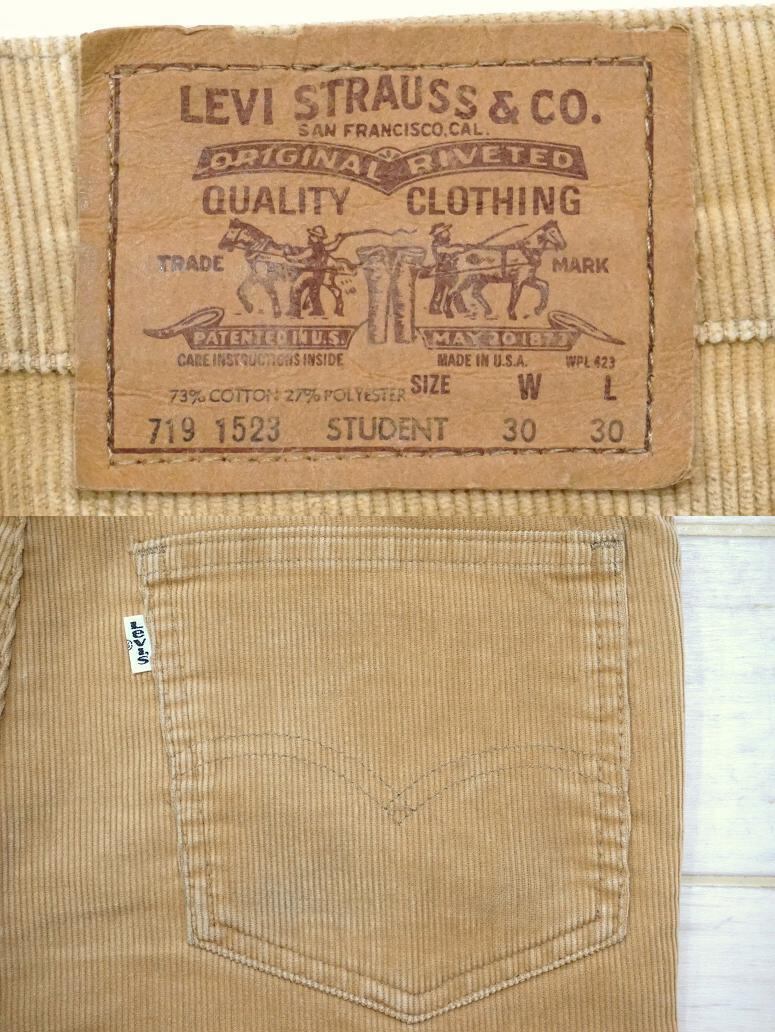 LEVI STRAUSS & CO.
SAN FRANCISCO, CAL.
ORIGINAL RIVETED
QUALITY CLOTHING
TRADE MARK
PATENTED IN U.S. MAY 20 1873
CARE INSTRUCTIONS INSIDE MADE IN U.S.A. WPL 423
73% COTTON 27% POLYESTER SIZE W L
719 1523 STUDENT 30 30
LEVI'S ®